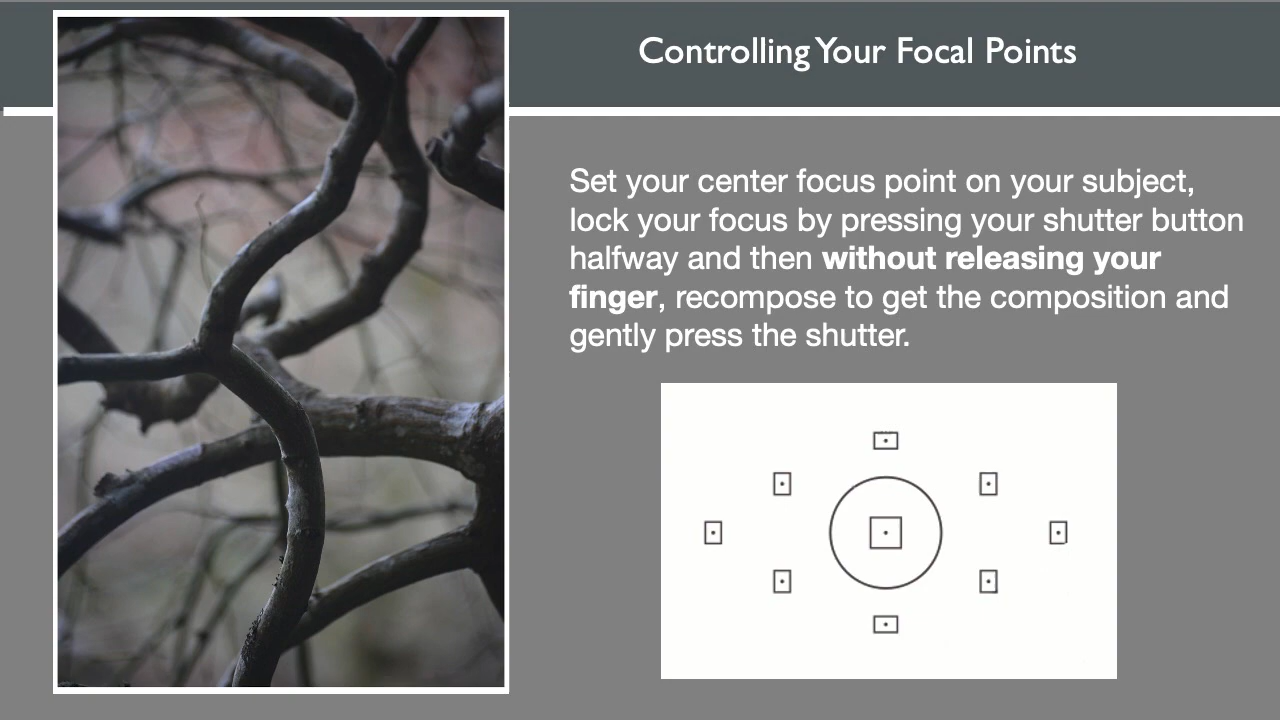 Controlling Your Focal Points
Set your center focus point on your subject,
lock your focus by pressing your shutter button
halfway and then without releasing your
finger, recompose to get the composition and
gently press the shutter.